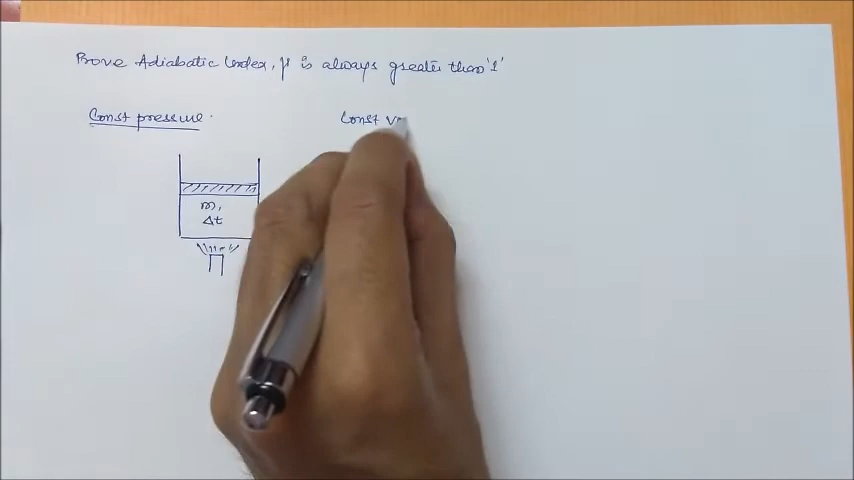 Prove Adiabatic Index, γ is always greater than '1'
Const pressure.
Const V
m,
Δt